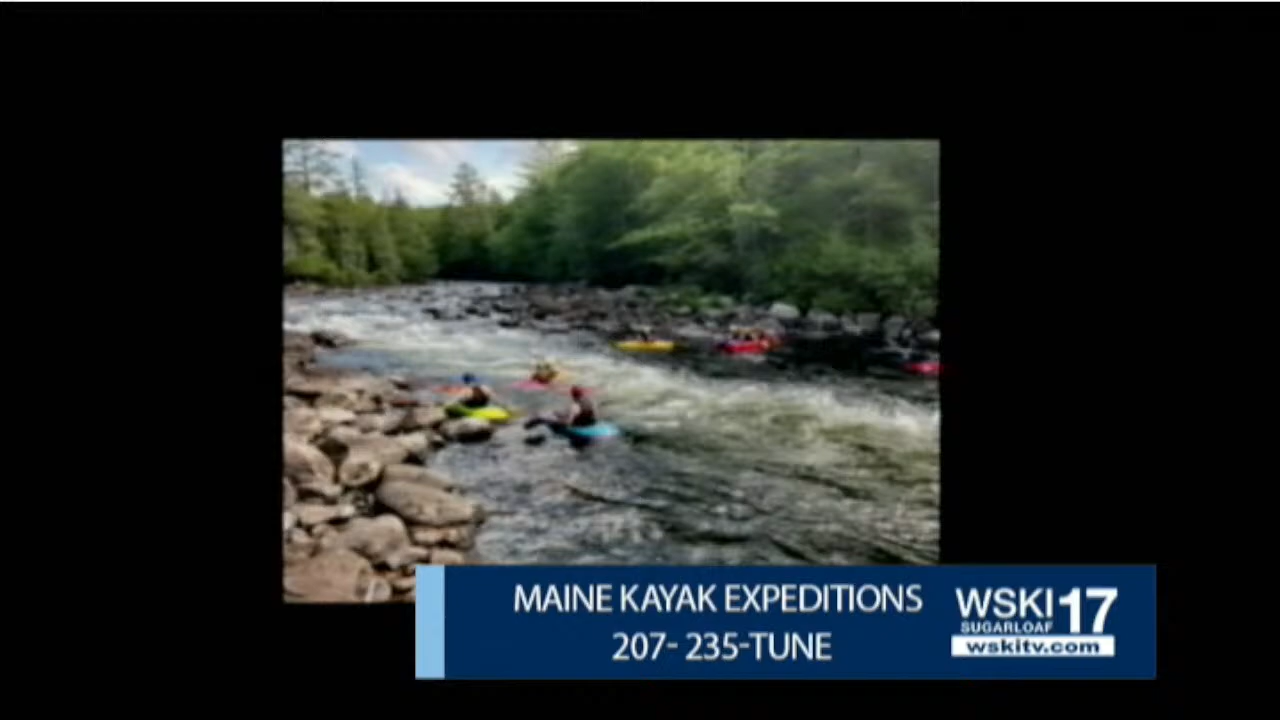 MAINE KAYAK EXPEDITIONS
207- 235-TUNE
WSKI 17
SUGARLOAF
wskitv.com